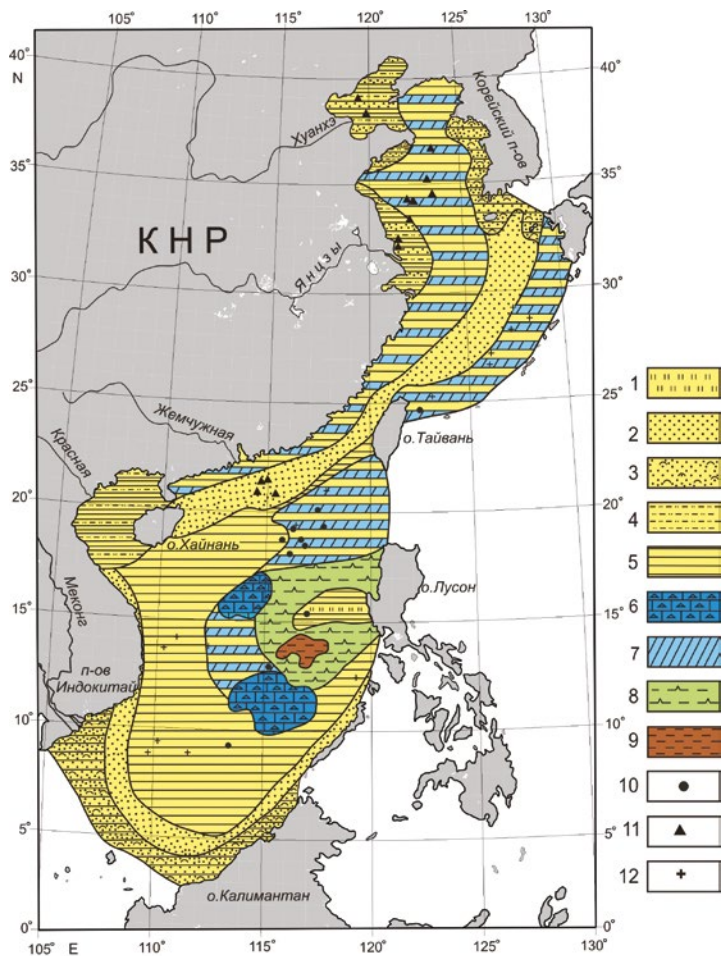 105° 110° 115° 120° 125° 130°
40° 40°
N
Корейский п-ов
Хуанхэ
35° 35°
КНР
Янизы
30° 30°
25° 25°
Жемчужная
о.Тайвань
Красная
20° 20°
о.Хайнань
о.Лусон
Меконг
15° 15°
п-ов
Индокитай
10° 10°
5° 5°
о.Калимантан
0° 0°
105° E 110° 115° 120° 125° 130°
1
2
3
4
5
6
7
8
9
10
11
12